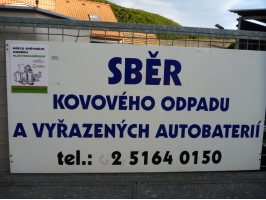 SBĚR
KOVOVÉHO ODPADU
A VYŘAZENÝCH AUTOBATERIÍ
tel.: 2 5164 0150